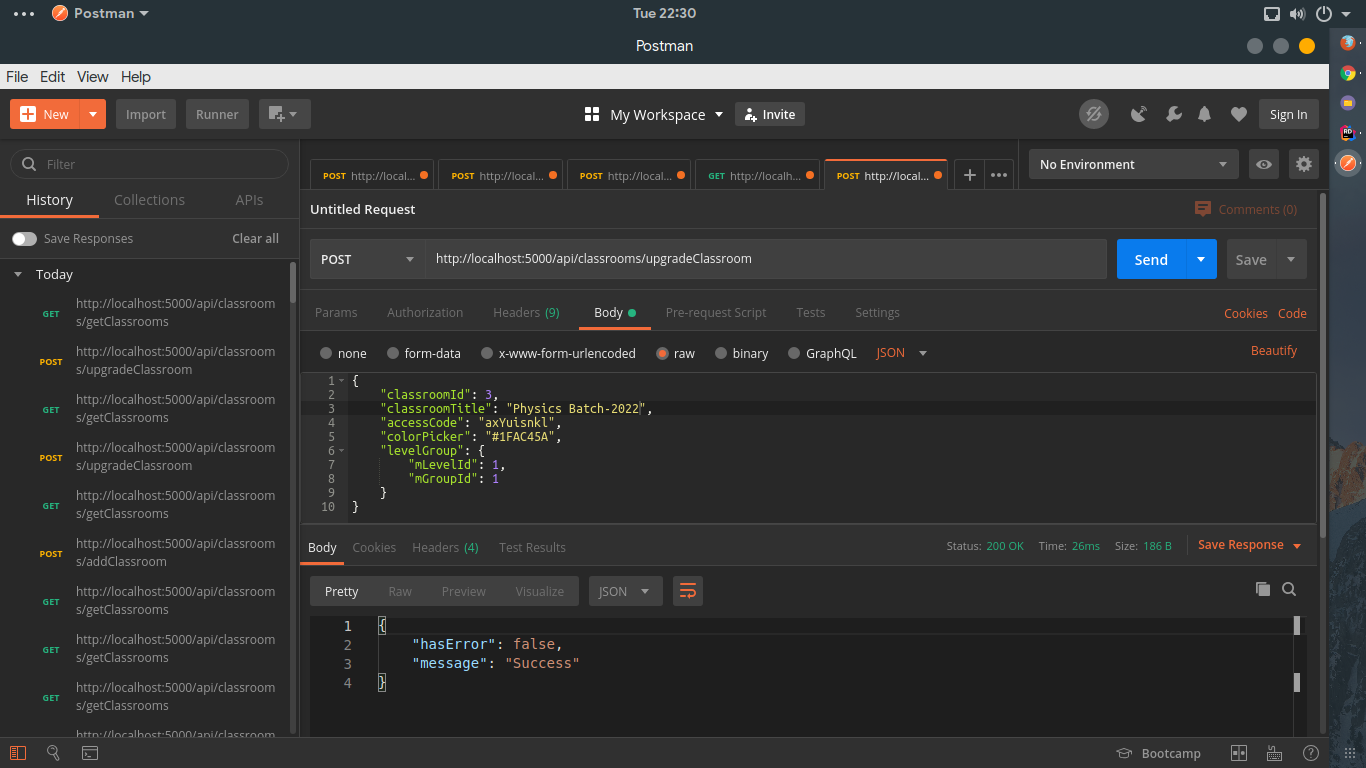 Postman
Tue 22:30
Postman
File Edit View Help
New
Import
Runner
My Workspace
Invite
Sign In
Filter
History
Collections
APIs
Save Responses
Clear all
Today
GET http://localhost:5000/api/classroom
s/getClassrooms
POST http://localhost:5000/api/classroom
s/upgradeClassroom
GET http://localhost:5000/api/classroom
s/getClassrooms
POST http://localhost:5000/api/classroom
s/upgradeClassroom
GET http://localhost:5000/api/classroom
s/getClassrooms
POST http://localhost:5000/api/classroom
s/addClassroom
GET http://localhost:5000/api/classroom
s/getClassrooms
GET http://localhost:5000/api/classroom
s/getClassrooms
GET http://localhost:5000/api/classroom
s/getClassrooms
http://localhost:5000/api/classroom
POST http://local...
POST http://local...
POST http://local...
GET http://localh...
POST http://local...
No Environment
Untitled Request
Comments (0)
POST
http://localhost:5000/api/classrooms/upgradeClassroom
Send
Save
Params
Authorization
Headers (9)
Body
Pre-request Script
Tests
Settings
Cookies
Code
none
form-data
x-www-form-urlencoded
raw
binary
GraphQL
JSON
Beautify
1 {
2 "classroomId": 3,
3 "classroomTitle": "Physics Batch-2022",
4 "accessCode": "axYuisnkl",
5 "colorPicker": "#1FAC45A",
6 "levelGroup": {
7 "mLevelId": 1,
8 "mGroupId": 1
9 }
10 }
Body
Cookies
Headers (4)
Test Results
Status: 200 OK
Time: 26ms
Size: 186 B
Save Response
Pretty
Raw
Preview
Visualize
JSON
1 {
2 "hasError": false,
3 "message": "Success"
4 }
Bootcamp